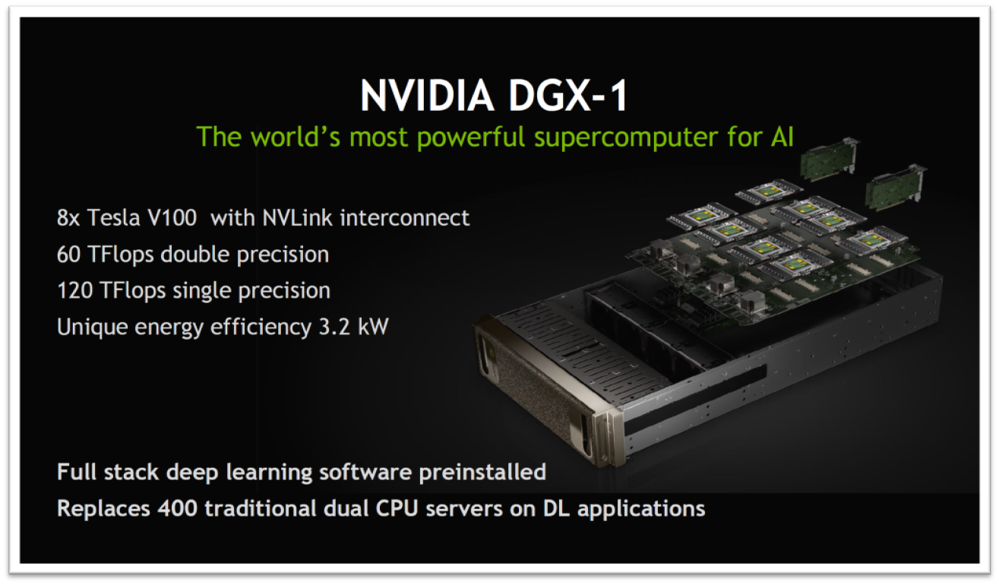 NVIDIA DGX-1
The world’s most powerful supercomputer for AI
8x Tesla V100 with NVLink interconnect
60 TFlops double precision
120 TFlops single precision
Unique energy efficiency 3.2 kW
Full stack deep learning software preinstalled
Replaces 400 traditional dual CPU servers on DL applications